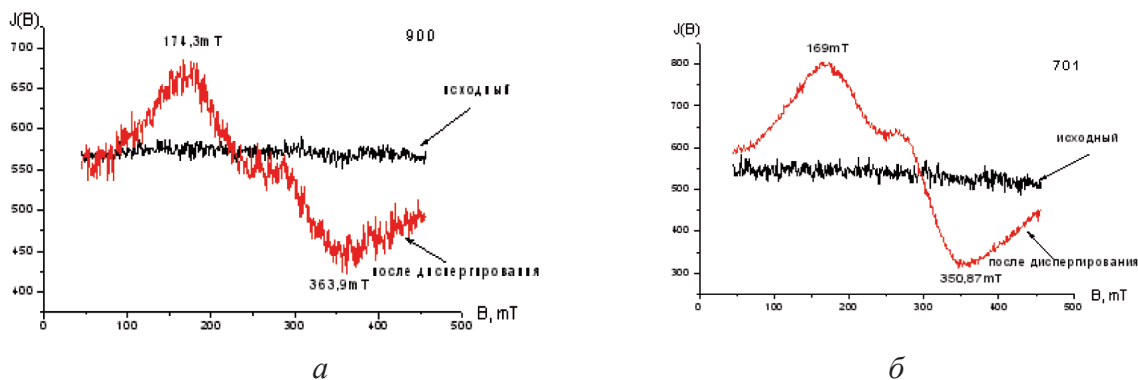 J(B)
900
174,3mT
700
исходный
650
600
550
500
450
после диспергирования
400
363,9mT
0
100
200
300
400
500
B, mT
а
J(B)
701
169mT
800
700
600
исходный
500
400
после диспергирования
300
350,87mT
0
100
200
300
400
500
B, mT
б